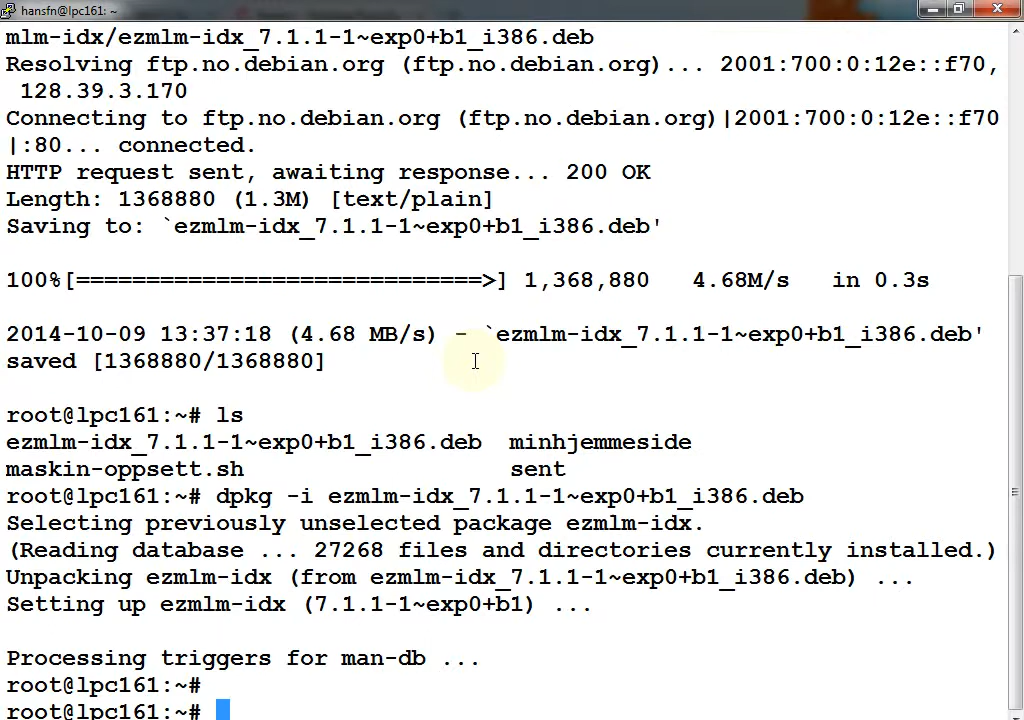 hansfn@lpc161: ~
mlm-idx/ezmlm-idx_7.1.1-1~exp0+b1_i386.deb
Resolving ftp.no.debian.org (ftp.no.debian.org)... 2001:700:0:12e::f70,
 128.39.3.170
Connecting to ftp.no.debian.org (ftp.no.debian.org)|2001:700:0:12e::f70
|:80... connected.
HTTP request sent, awaiting response... 200 OK
Length: 1368880 (1.3M) [text/plain]
Saving to: `ezmlm-idx_7.1.1-1~exp0+b1_i386.deb'
100%[=============================>] 1,368,880   4.68M/s   in 0.3s
2014-10-09 13:37:18 (4.68 MB/s) - `ezmlm-idx_7.1.1-1~exp0+b1_i386.deb'
saved [1368880/1368880]
root@lpc161:~# ls
ezmlm-idx_7.1.1-1~exp0+b1_i386.deb  minhjemmeside
maskin-oppsett.sh                   sent
root@lpc161:~# dpkg -i ezmlm-idx_7.1.1-1~exp0+b1_i386.deb
Selecting previously unselected package ezmlm-idx.
(Reading database ... 27268 files and directories currently installed.)
Unpacking ezmlm-idx (from ezmlm-idx_7.1.1-1~exp0+b1_i386.deb) ...
Setting up ezmlm-idx (7.1.1-1~exp0+b1) ...
Processing triggers for man-db ...
root@lpc161:~#
root@lpc161:~#